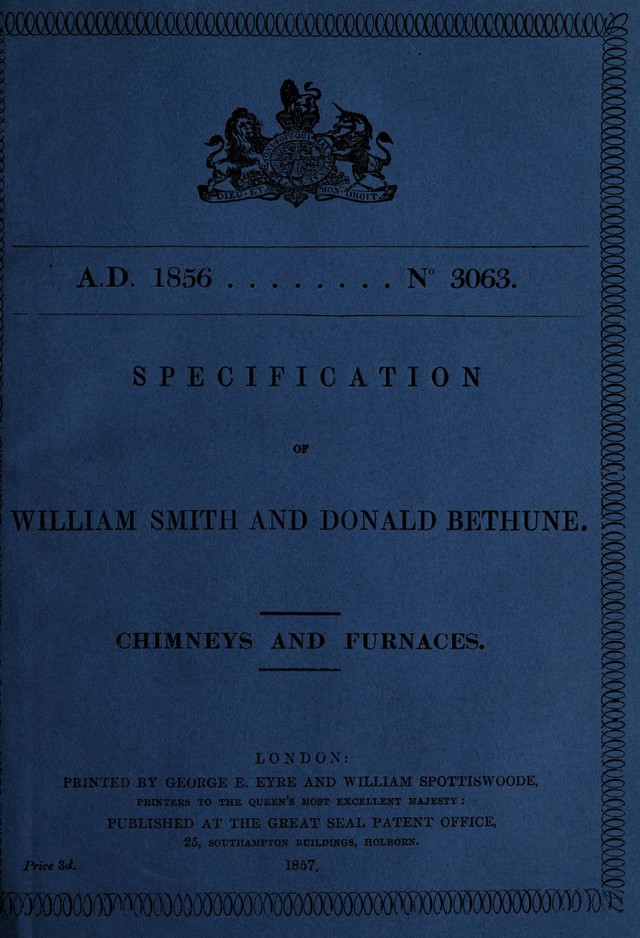 DIEU · ET MON · DROIT
A.D. 1856 . . . . . . . . . Nº 3063.
SPECIFICATION
OF
WILLIAM SMITH AND DONALD BETHUNE.
CHIMNEYS AND FURNACES.
LONDON:
PRINTED BY GEORGE E. EYRE AND WILLIAM SPOTTISWOODE,
PRINTERS TO THE QUEEN'S MOST EXCELLENT MAJESTY:
PUBLISHED AT THE GREAT SEAL PATENT OFFICE,
25, SOUTHAMPTON BUILDINGS, HOLBORN.
Price 3d.
1857.